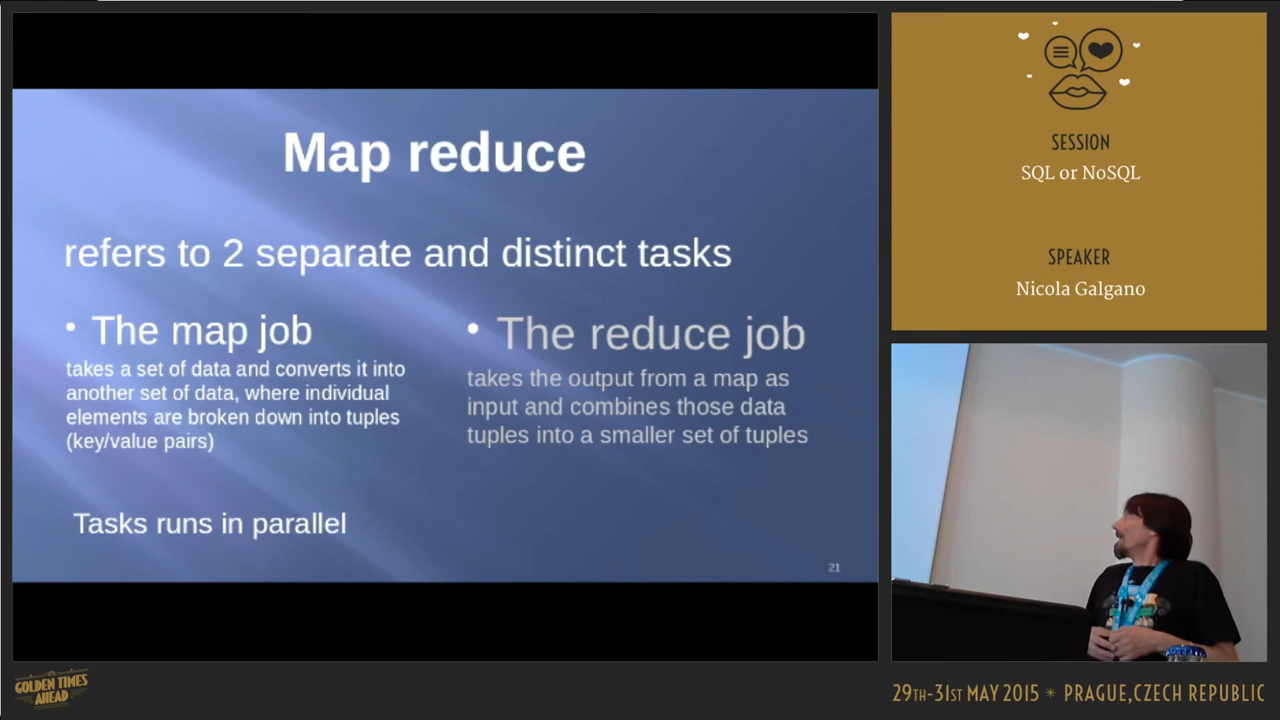 Map reduce
refers to 2 separate and distinct tasks
• The map job
takes a set of data and converts it into
another set of data, where individual
elements are broken down into tuples
(key/value pairs)
• The reduce job
takes the output from a map as
input and combines those data
tuples into a smaller set of tuples
Tasks runs in parallel
21
SESSION
SQL or NoSQL
SPEAKER
Nicola Galgano
GOLDEN TIMES
AHEAD
29TH-31ST MAY 2015 * PRAGUE, CZECH REPUBLIC